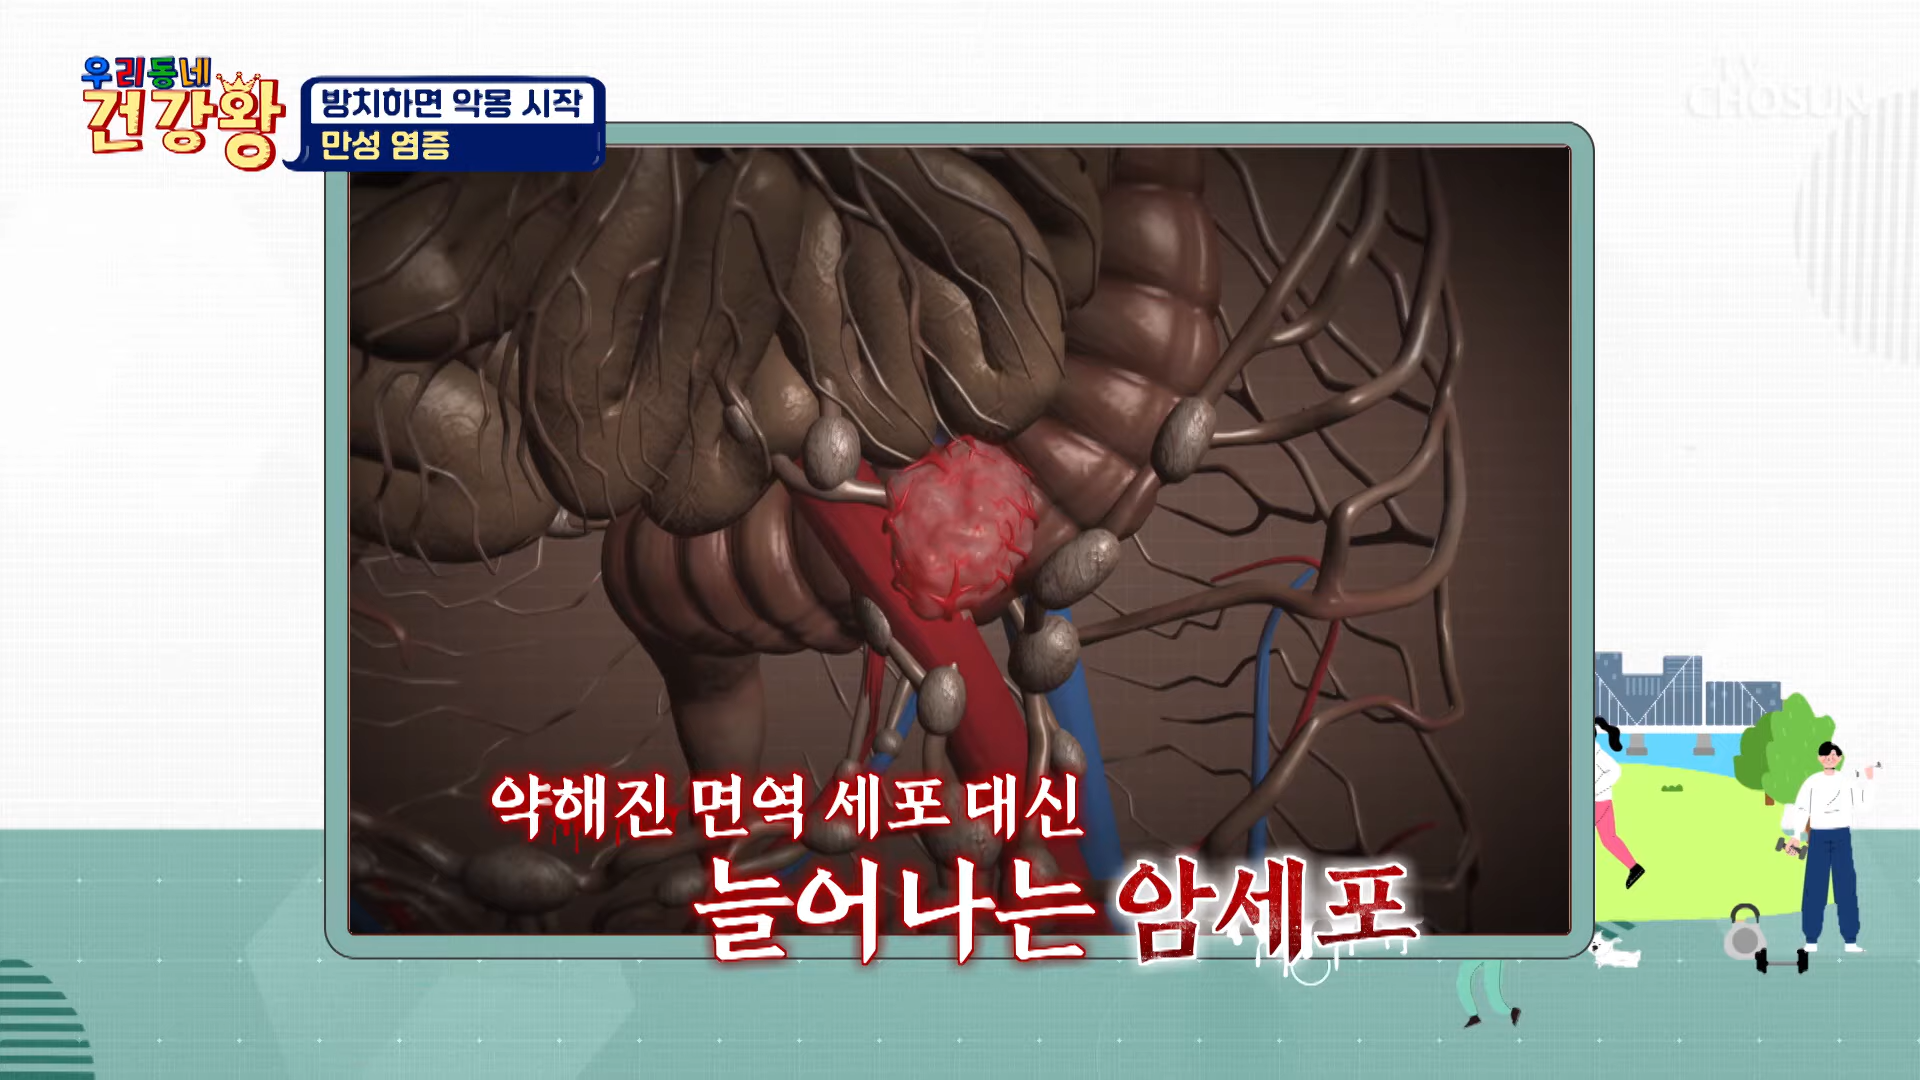 우리동네
건강왕
방치하면 악몽 시작
만성 염증
TV
CHOSUN
약해진 면역 세포 대신
늘어나는 암세포